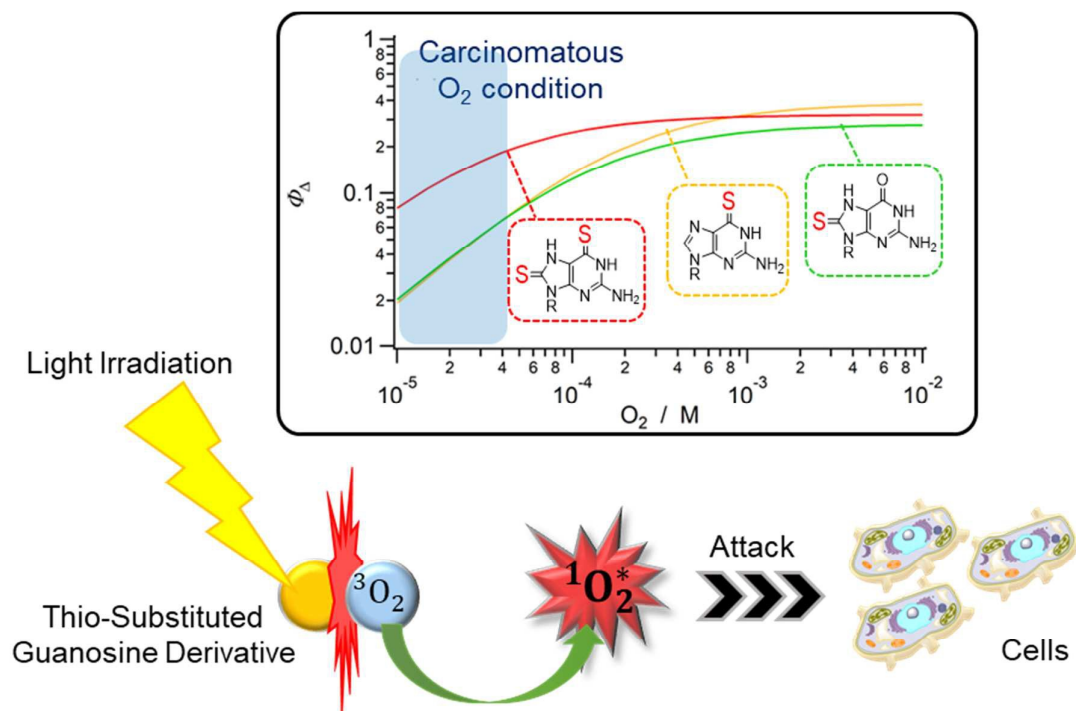 Carcinomatous
O₂ condition
1
8
6
4
2
0.1
8
6
4
2
0.01
Φ_Δ
10⁻⁵
2
4
6
8
10⁻⁴
2
4
6
8
10⁻³
2
4
6
8
10⁻²
O₂ / M
S
H
N
S
NH
N
N
NH₂
R
S
N
NH
N
N
NH₂
R
O
H
N
S
NH
N
N
NH₂
R
Light Irradiation
Thio-Substituted
Guanosine Derivative
³O₂
¹O₂*
Attack
Cells